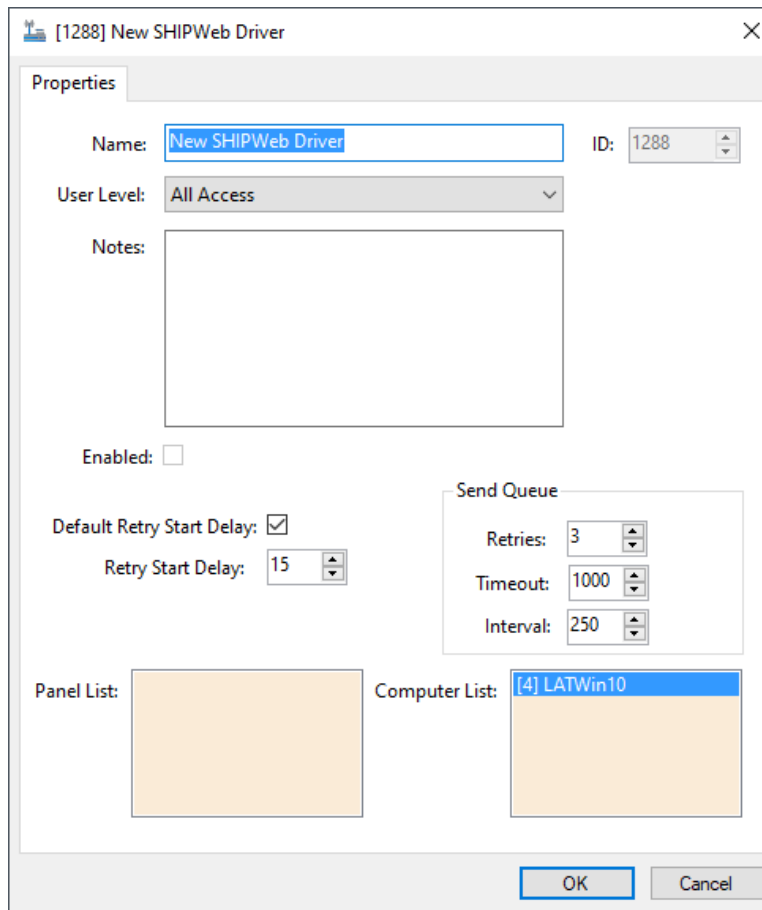 [1288] New SHIPWeb Driver
Properties
Name: New SHIPWeb Driver ID: 1288
User Level: All Access
Notes:
Enabled:
Send Queue
Default Retry Start Delay:
Retries: 3
Retry Start Delay: 15
Timeout: 1000
Interval: 250
Panel List: Computer List: [4] LATWin10
OK Cancel